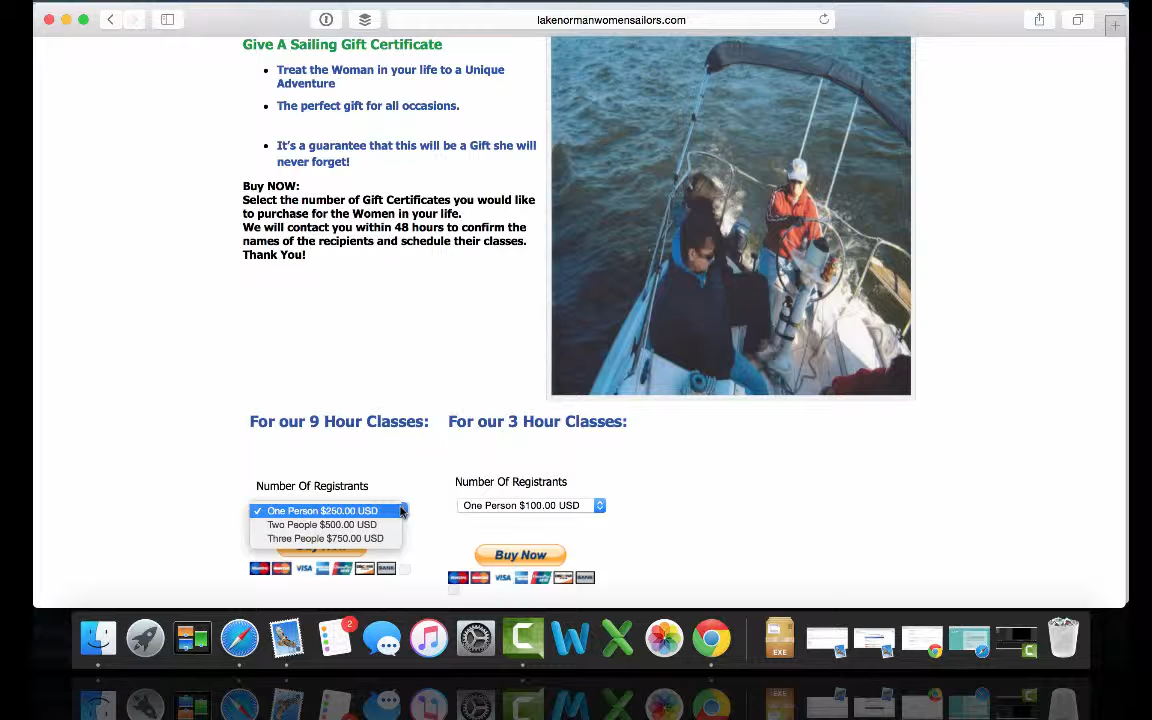 lakenormanwomensailors.com
Give A Sailing Gift Certificate
Treat the Woman in your life to a Unique
Adventure
The perfect gift for all occasions.
It's a guarantee that this will be a Gift she will
never forget!
Buy NOW:
Select the number of Gift Certificates you would like
to purchase for the Women in your life.
We will contact you within 48 hours to confirm the
names of the recipients and schedule their classes.
Thank You!
For our 9 Hour Classes:
For our 3 Hour Classes:
Number Of Registrants
Number Of Registrants
One Person $250.00 USD
Two People $500.00 USD
Three People $750.00 USD
One Person $100.00 USD
Buy Now
VISA
VISA
2
EXE